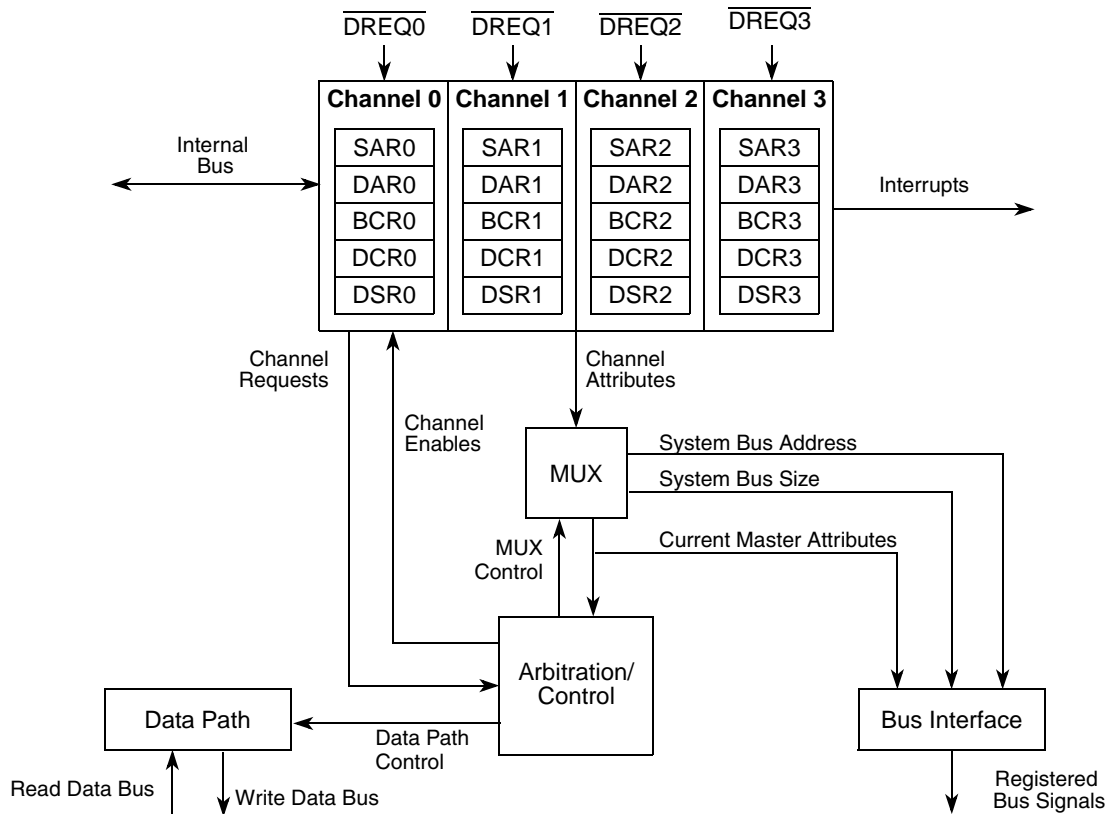 DREQ0 DREQ1 DREQ2 DREQ3
Channel 0 Channel 1 Channel 2 Channel 3
SAR0 SAR1 SAR2 SAR3
DAR0 DAR1 DAR2 DAR3
BCR0 BCR1 BCR2 BCR3
DCR0 DCR1 DCR2 DCR3
DSR0 DSR1 DSR2 DSR3
Internal
Bus
Interrupts
Channel
Requests
Channel
Enables
Channel
Attributes
MUX
System Bus Address
System Bus Size
Current Master Attributes
MUX
Control
Arbitration/
Control
Data Path
Data Path
Control
Bus Interface
Read Data Bus
Write Data Bus
Registered
Bus Signals